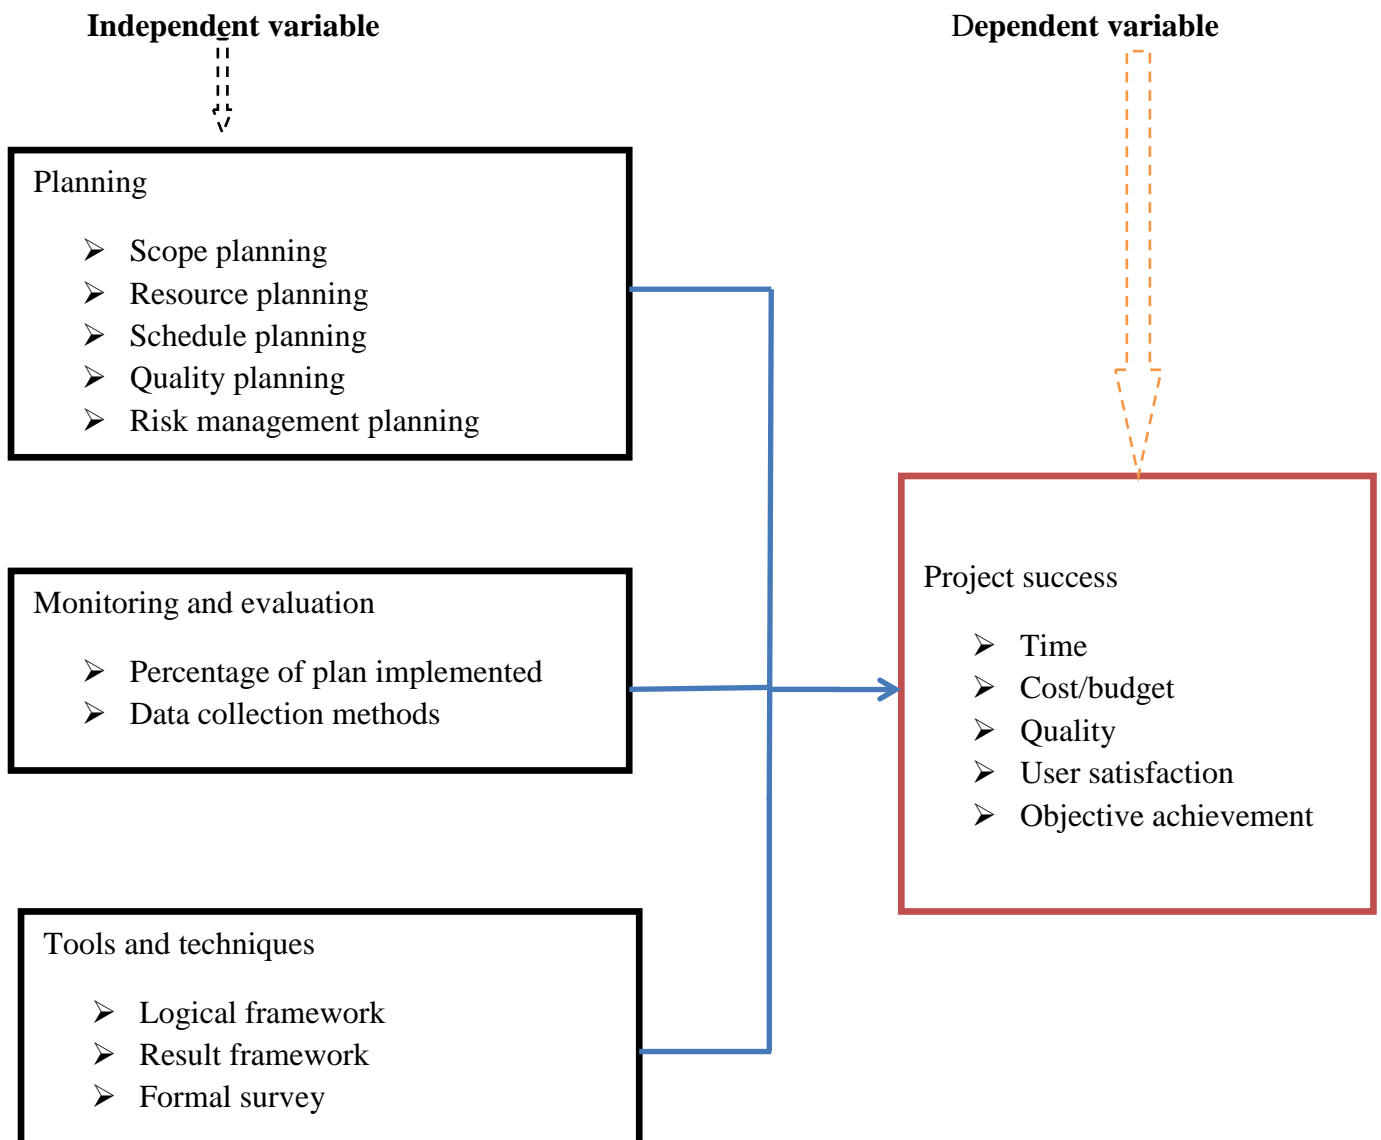 Independent variable
Dependent variable
Planning
➢ Scope planning
➢ Resource planning
➢ Schedule planning
➢ Quality planning
➢ Risk management planning
Monitoring and evaluation
➢ Percentage of plan implemented
➢ Data collection methods
Tools and techniques
➢ Logical framework
➢ Result framework
➢ Formal survey
Project success
➢ Time
➢ Cost/budget
➢ Quality
➢ User satisfaction
➢ Objective achievement